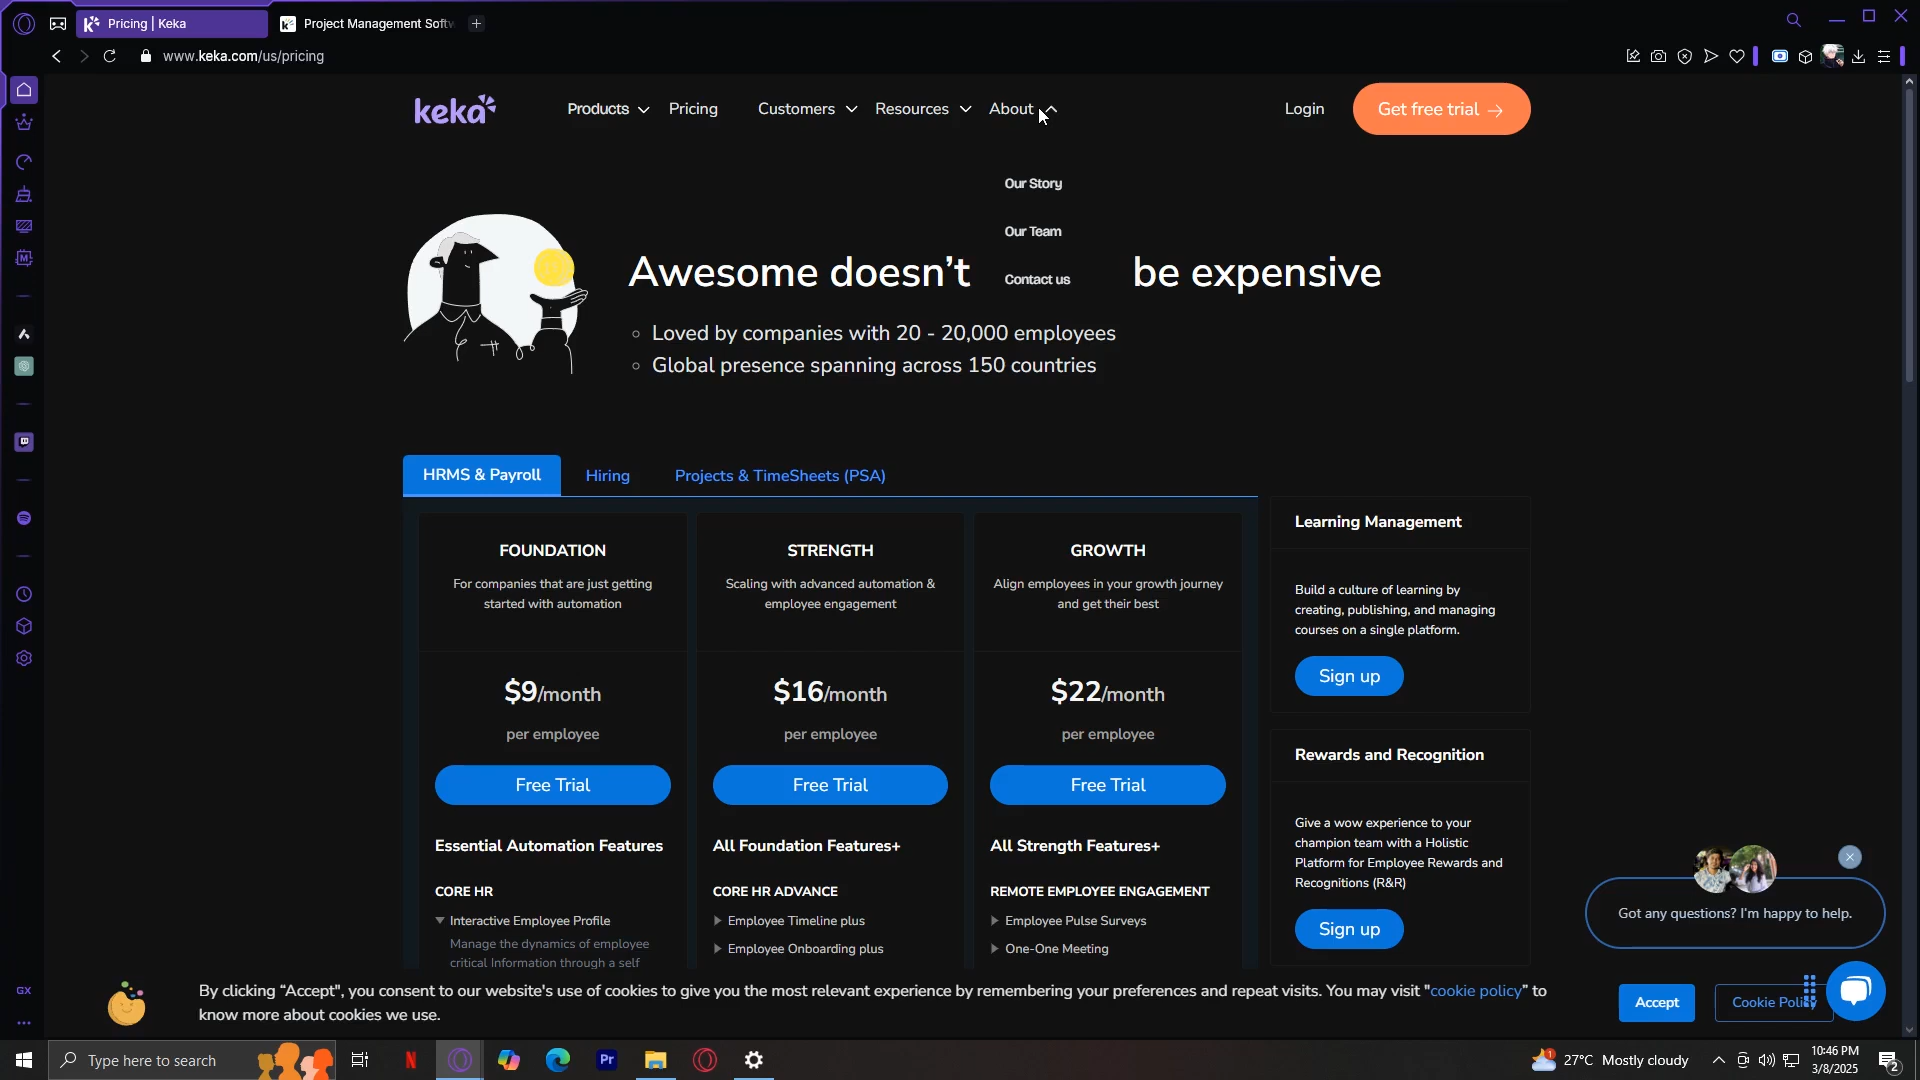 Pricing | Keka
Project Management Softw
www.keka.com/us/pricing
keka
Products
Pricing
Customers
Resources
About
Login
Get free trial
Our Story
Our Team
Contact us
Awesome doesn’t be expensive
Loved by companies with 20 - 20,000 employees
Global presence spanning across 150 countries
HRMS & Payroll
Hiring
Projects & TimeSheets (PSA)
FOUNDATION
For companies that are just getting
started with automation
$9/month
per employee
Free Trial
Essential Automation Features
CORE HR
Interactive Employee Profile
Manage the dynamics of employee
critical Information through a self
STRENGTH
Scaling with advanced automation &
employee engagement
$16/month
per employee
Free Trial
All Foundation Features+
CORE HR ADVANCE
Employee Timeline plus
Employee Onboarding plus
GROWTH
Align employees in your growth journey
and get their best
$22/month
per employee
Free Trial
All Strength Features+
REMOTE EMPLOYEE ENGAGEMENT
Employee Pulse Surveys
One-One Meeting
Learning Management
Build a culture of learning by
creating, publishing, and managing
courses on a single platform.
Sign up
Rewards and Recognition
Give a wow experience to your
champion team with a Holistic
Platform for Employee Rewards and
Recognitions (R&R)
Sign up
Got any questions? I'm happy to help.
By clicking “Accept", you consent to our website's use of cookies to give you the most relevant experience by remembering your preferences and repeat visits. You may visit "cookie policy” to
know more about cookies we use.
Accept
Cookie Policy
GX
Type here to search
N
Pr
1
27°C Mostly cloudy
10:46 PM
3/8/2025
2